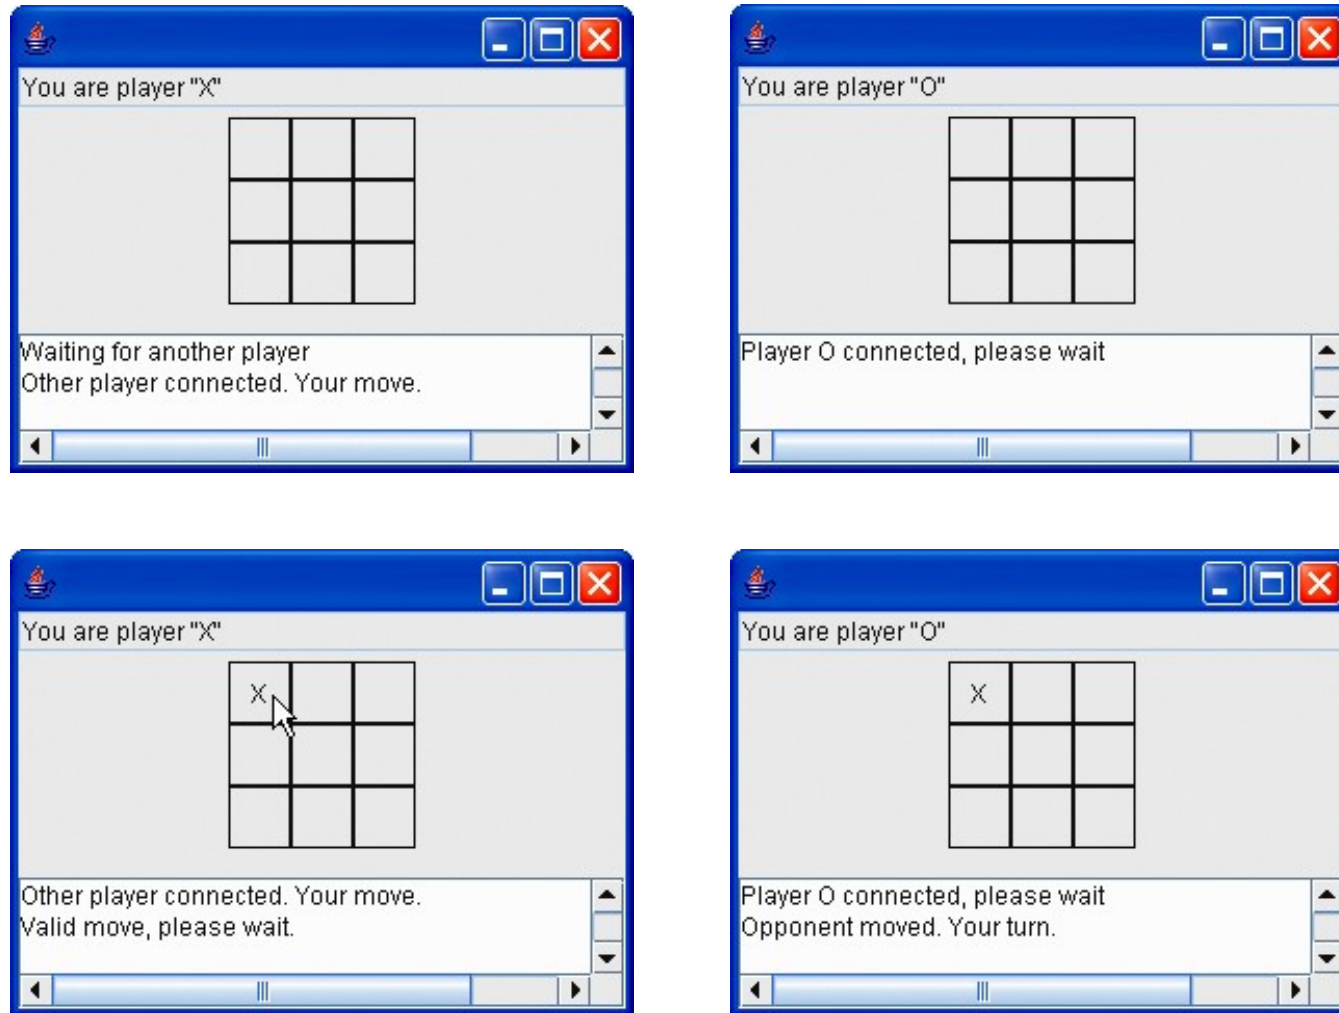 You are player "X"
Waiting for another player
Other player connected. Your move.
You are player "O"
Player O connected, please wait
You are player "X"
X
Other player connected. Your move.
Valid move, please wait.
You are player "O"
X
Player O connected, please wait
Opponent moved. Your turn.